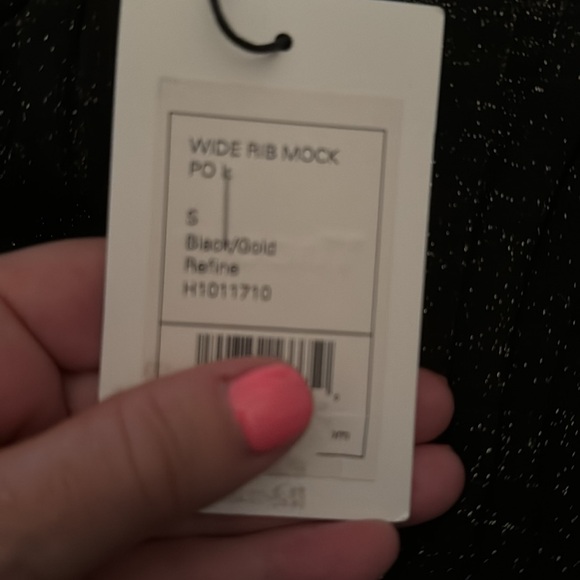 WIDE RIB MOCK
PO
S
Black/Gold
Refine
H1011710